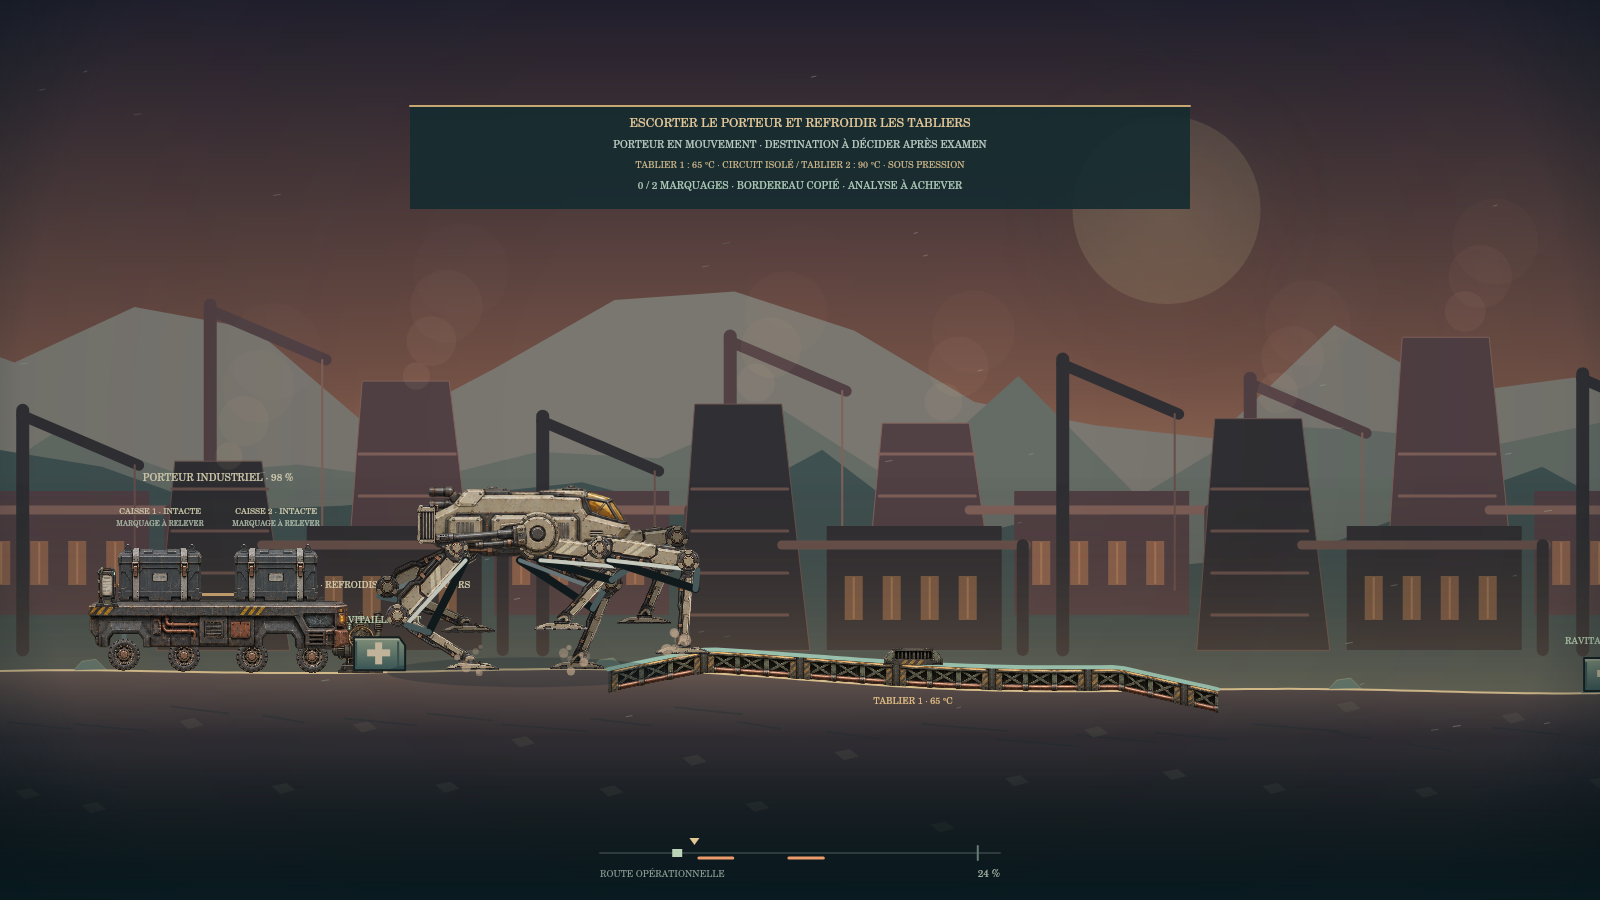 ESCORTER LE PORTEUR ET REFROIDIR LES TABLIERS
PORTEUR EN MOUVEMENT · DESTINATION À DÉCIDER APRÈS EXAMEN
TABLIER 1 : 65 °C · CIRCUIT ISOLÉ / TABLIER 2 : 90 °C · SOUS PRESSION
0 / 2 MARQUAGES · BORDEREAU COPIÉ · ANALYSE À ACHEVER
PORTEUR INDUSTRIEL · 98 %
CAISSE 1 · INTACTE
MARQUAGE À RELEVER
CAISSE 2 · INTACTE
MARQUAGE À RELEVER
TABLIER 1 · 65 °C
ROUTE OPÉRATIONNELLE
24 %